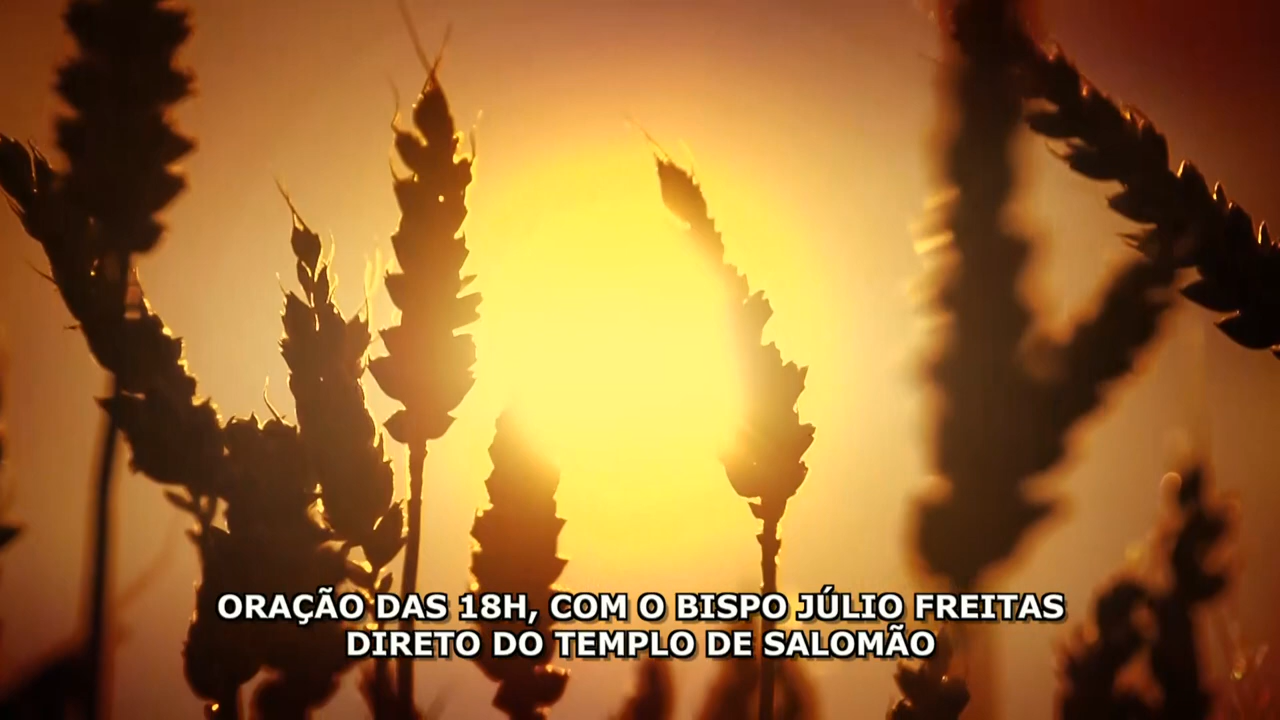 ORAÇÃO DAS 18H, COM O BISPO JÚLIO FREITAS
DIRETO DO TEMPLO DE SALOMÃO